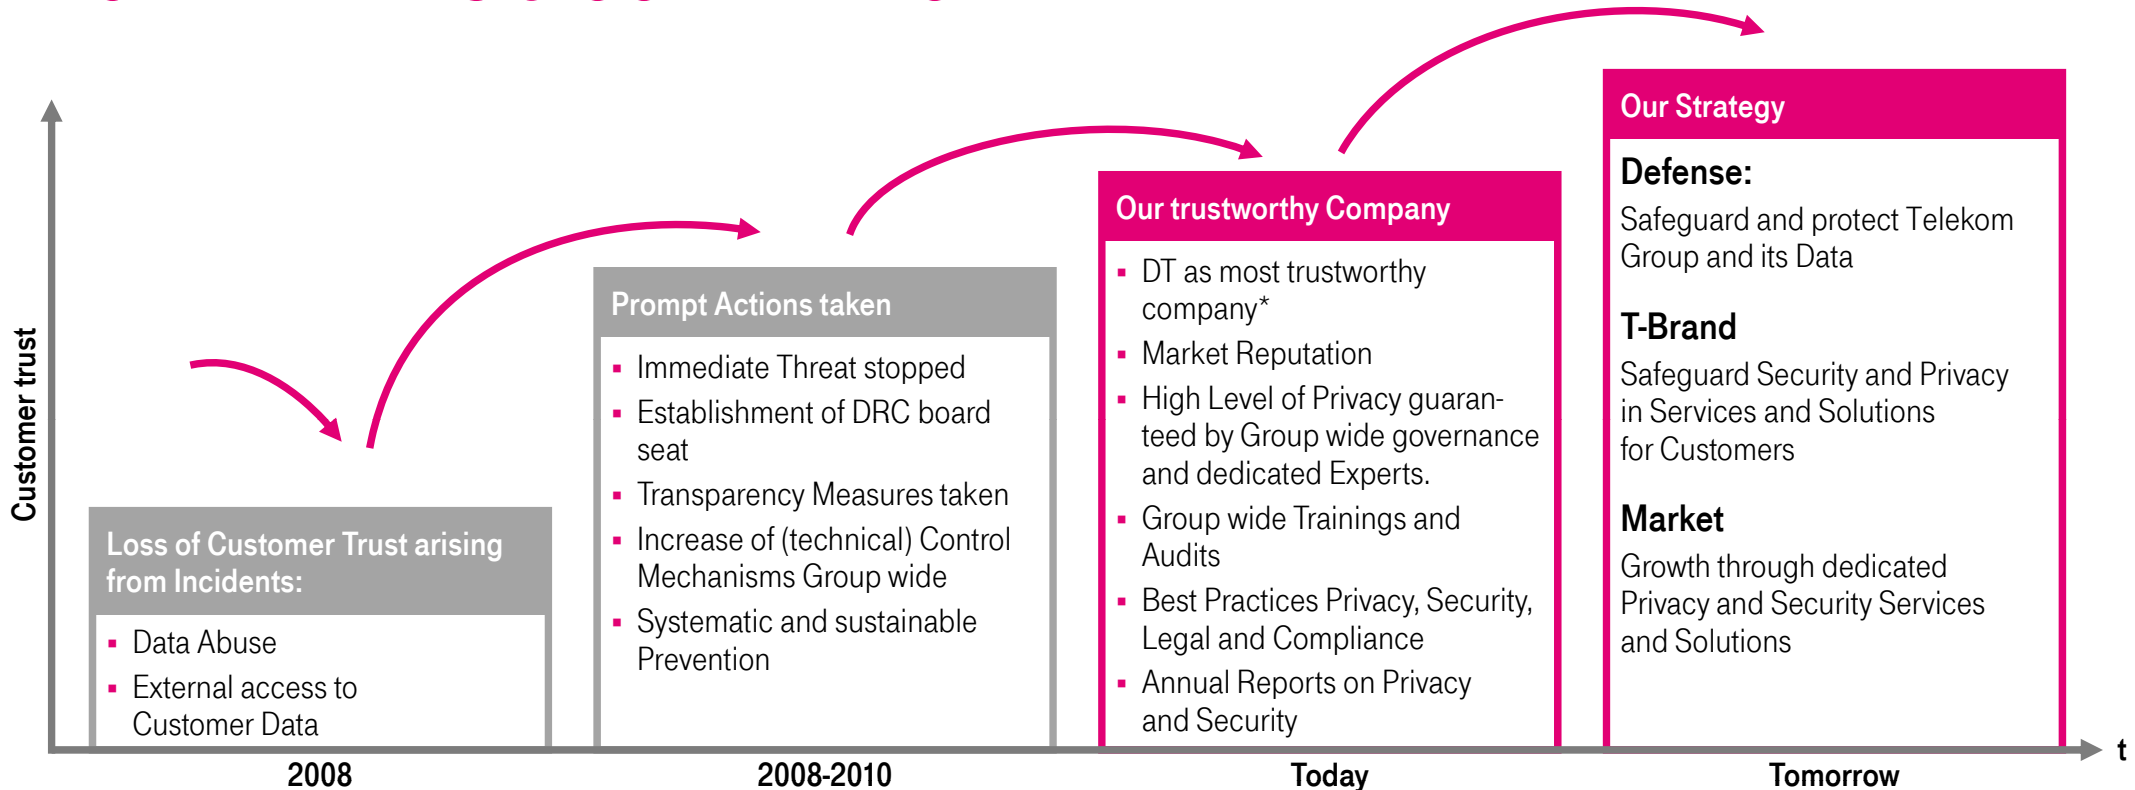 Customer trust
Loss of Customer Trust arising
from Incidents:
▪ Data Abuse
▪ External access to
Customer Data
2008
Prompt Actions taken
▪ Immediate Threat stopped
▪ Establishment of DRC board
seat
▪ Transparency Measures taken
▪ Increase of (technical) Control
Mechanisms Group wide
▪ Systematic and sustainable
Prevention
2008-2010
Our trustworthy Company
▪ DT as most trustworthy
company*
▪ Market Reputation
▪ High Level of Privacy guaran-
teed by Group wide governance
and dedicated Experts.
▪ Group wide Trainings and
Audits
▪ Best Practices Privacy, Security,
Legal and Compliance
▪ Annual Reports on Privacy
and Security
Today
Our Strategy
Defense:
Safeguard and protect Telekom
Group and its Data
T-Brand
Safeguard Security and Privacy
in Services and Solutions
for Customers
Market
Growth through dedicated
Privacy and Security Services
and Solutions
Tomorrow
t